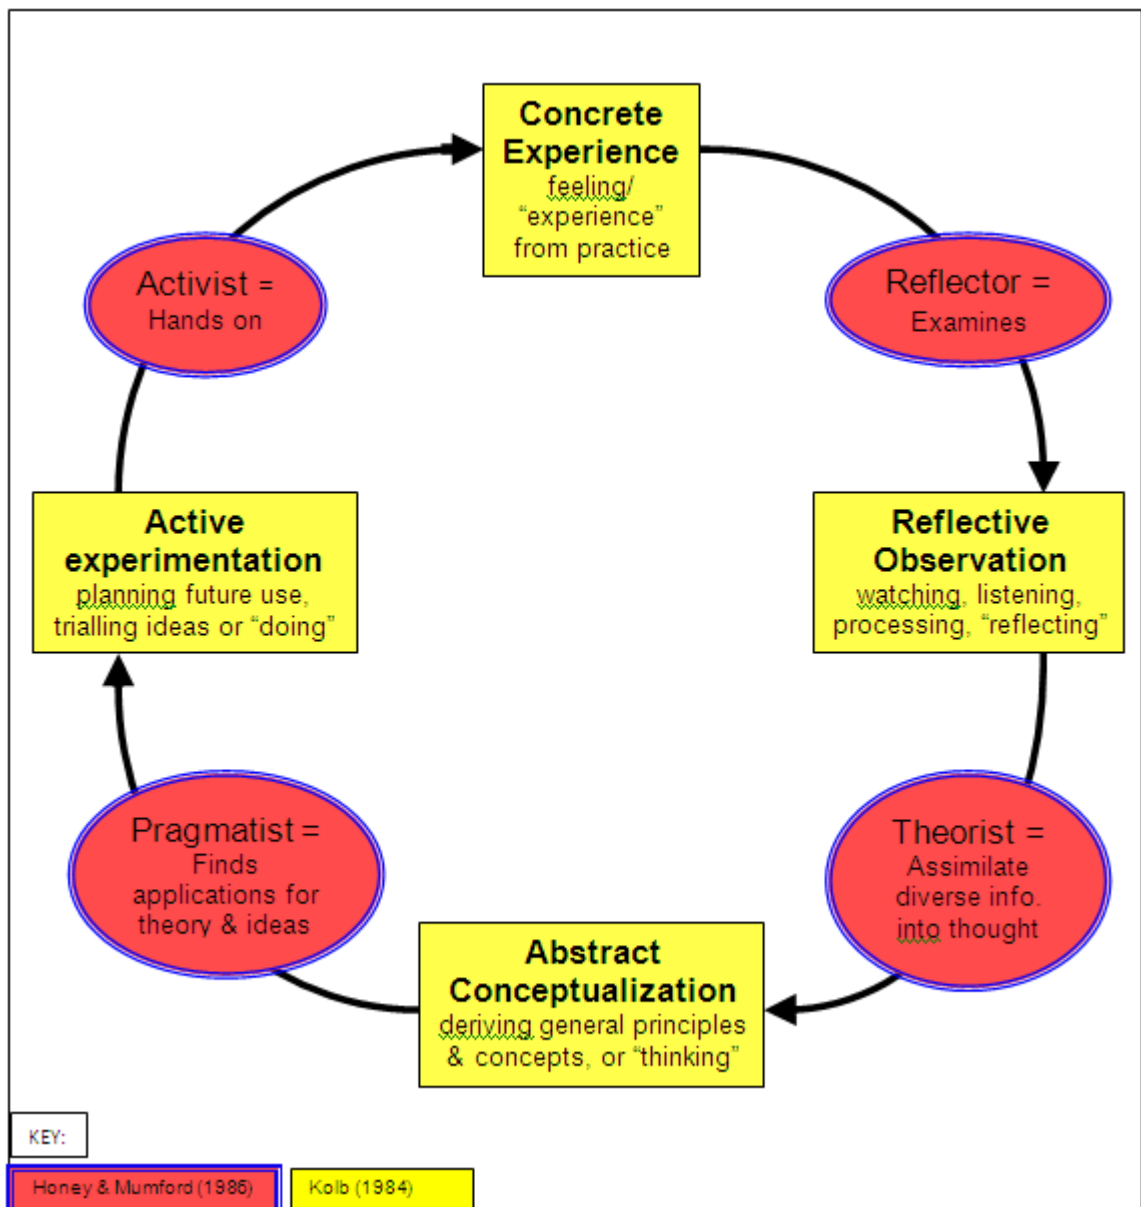 Concrete
Experience
feeling/
“experience”
from practice
Activist =
Hands on
Reflector =
Examines
Active
experimentation
planning future use,
trialling ideas or “doing”
Reflective
Observation
watching, listening,
processing, “reflecting”
Pragmatist =
Finds
applications for
theory & ideas
Theorist =
Assimilate
diverse info.
into thought
Abstract
Conceptualization
deriving general principles
& concepts, or “thinking”
KEY:
Honey & Mumford (1986)
Kolb (1984)